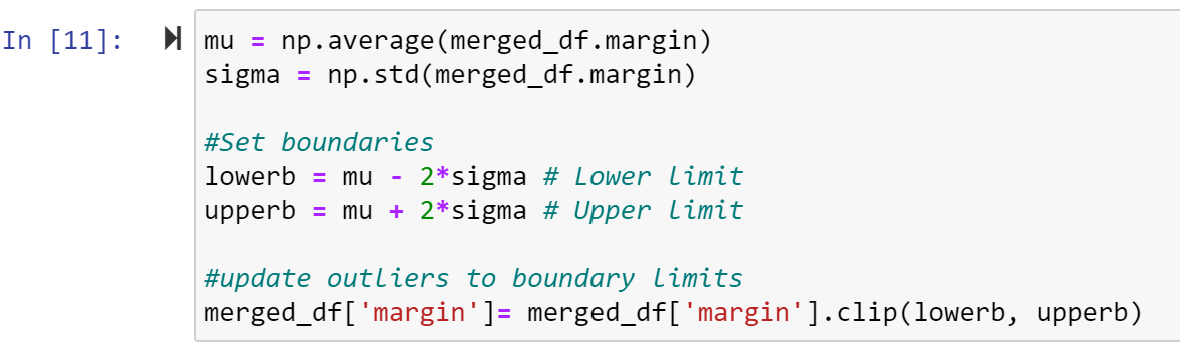 In [11]:
mu = np.average(merged_df.margin)
sigma = np.std(merged_df.margin)
#Set boundaries
lowerb = mu - 2*sigma # Lower limit
upperb = mu + 2*sigma # Upper limit
#update outliers to boundary limits
merged_df['margin']= merged_df['margin'].clip(lowerb, upperb)